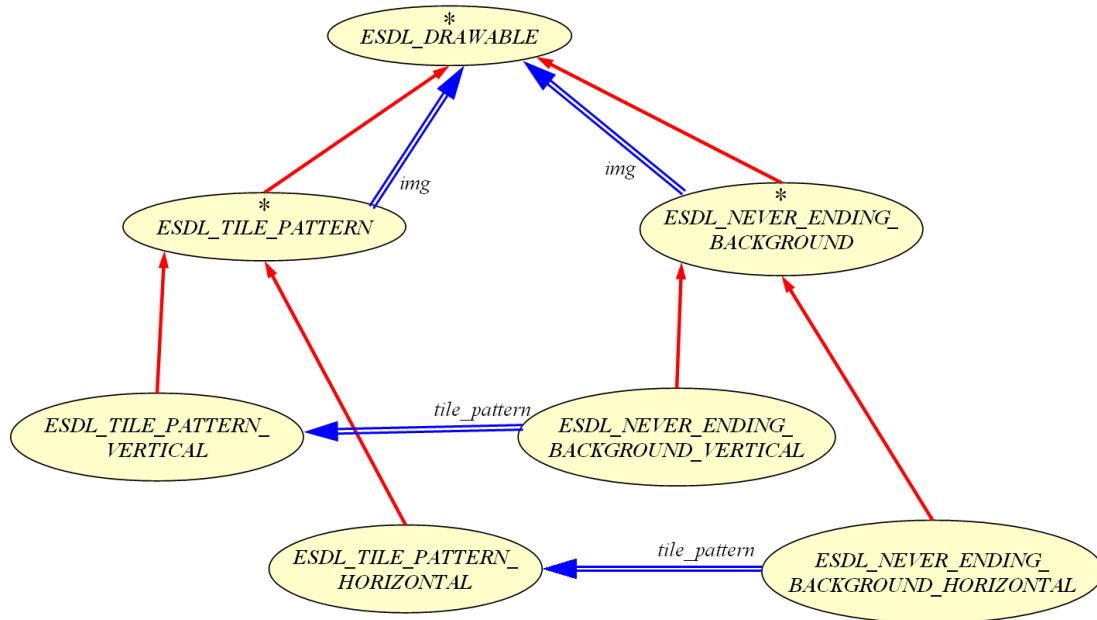 *
ESDL_DRAWABLE
img
img
*
ESDL_TILE_PATTERN
*
ESDL_NEVER_ENDING_
BACKGROUND
tile_pattern
ESDL_TILE_PATTERN_
VERTICAL
ESDL_NEVER_ENDING_
BACKGROUND_VERTICAL
tile_pattern
ESDL_TILE_PATTERN_
HORIZONTAL
ESDL_NEVER_ENDING_
BACKGROUND_HORIZONTAL